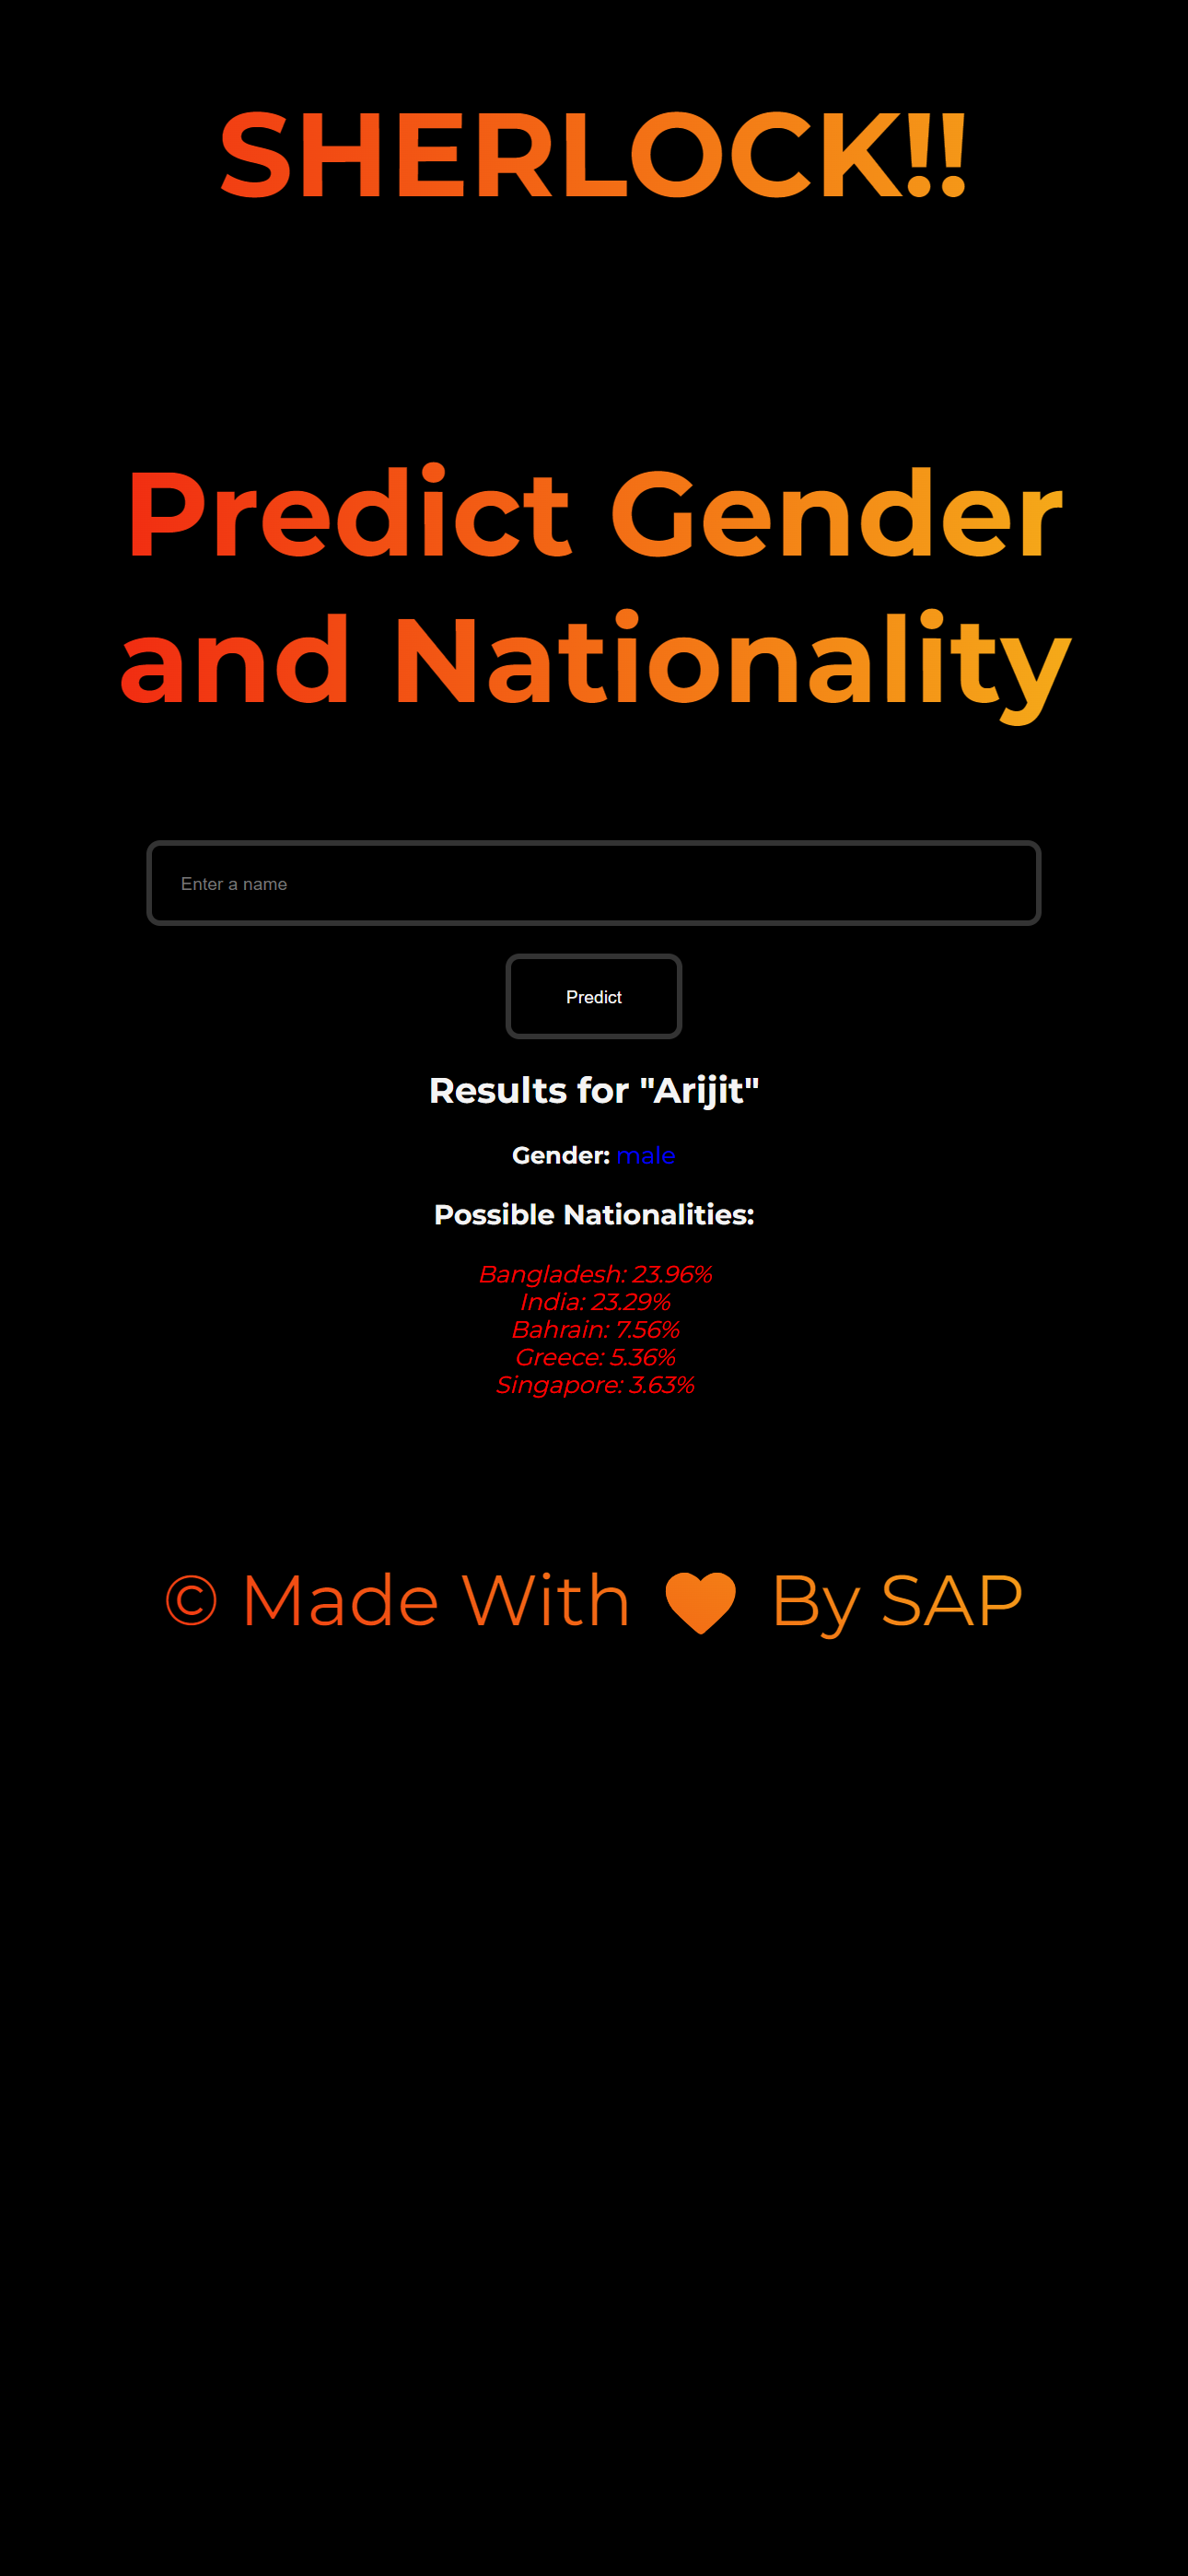 SHERLOCK!!
Predict Gender
and Nationality
Enter a name
Predict
Results for "Arijit"
Gender: male
Possible Nationalities:
Bangladesh: 23.96%
India: 23.29%
Bahrain: 7.56%
Greece: 5.36%
Singapore: 3.63%
© Made With By SAP